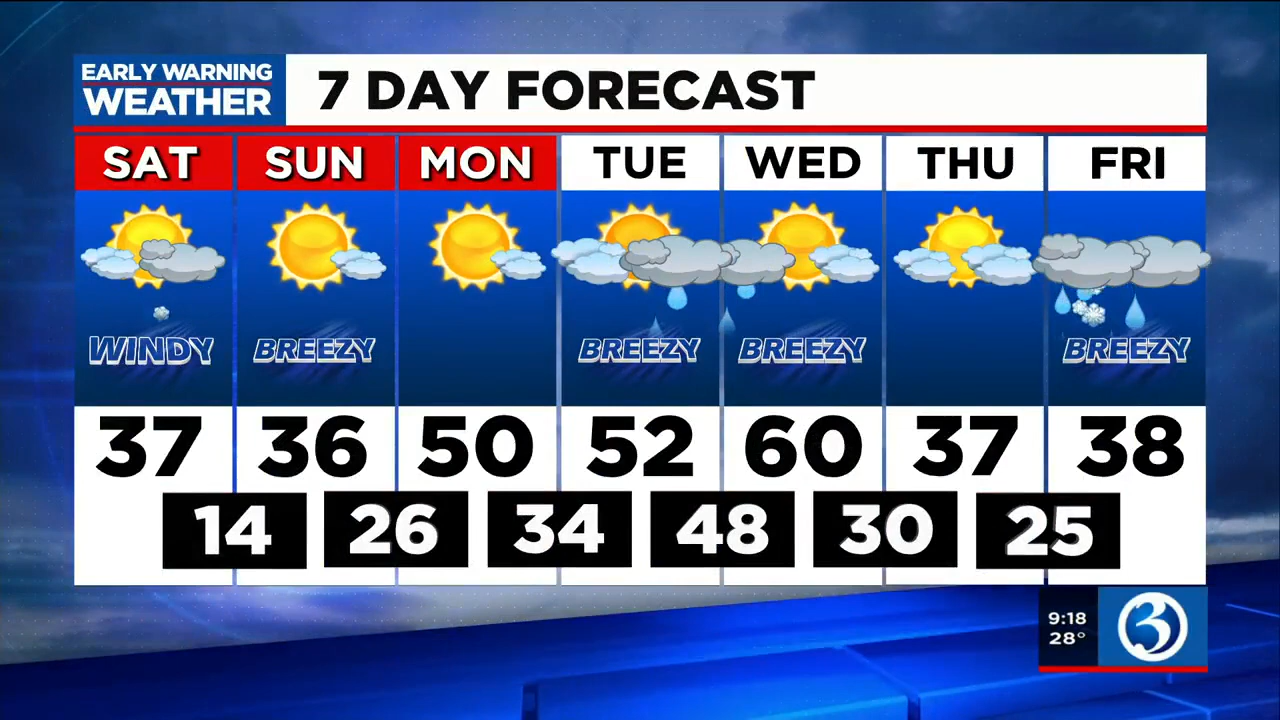 EARLY WARNING
WEATHER
7 DAY FORECAST
SAT SUN MON TUE WED THU FRI
WINDY BREEZY BREEZY BREEZY BREEZY
37 36 50 52 60 37 38
14 26 34 48 30 25
9:18
28°
3